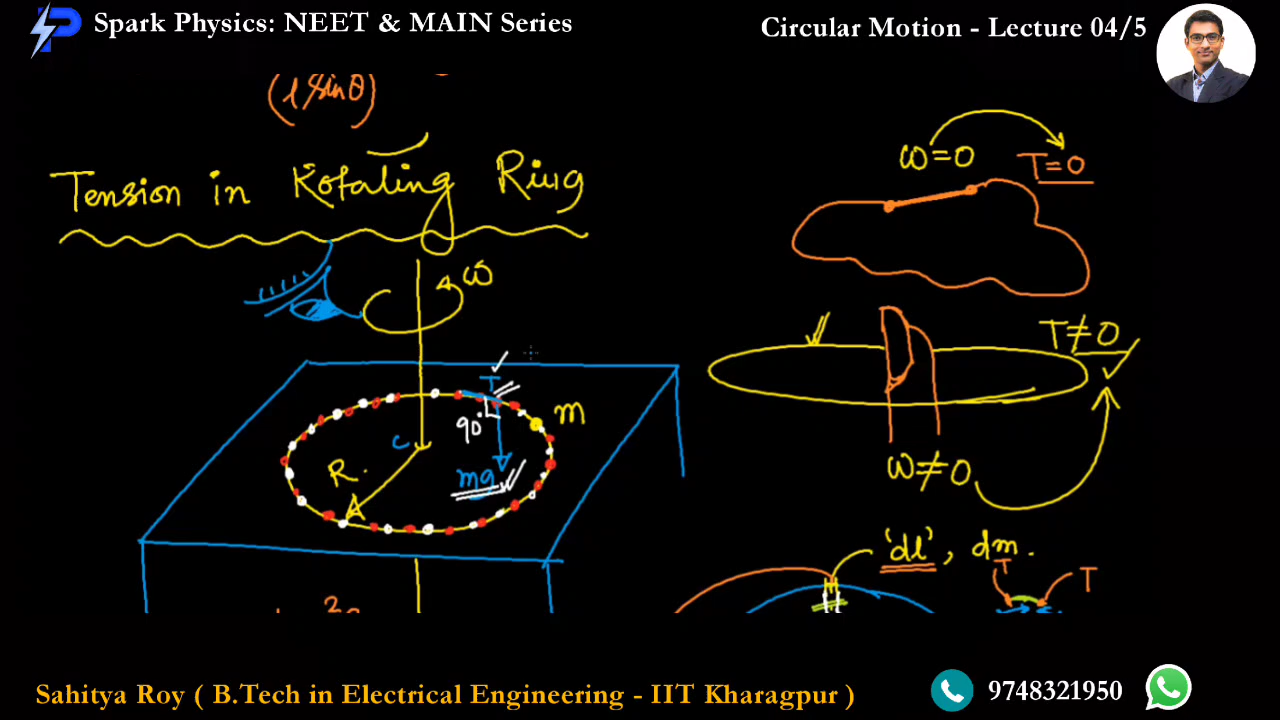 Spark Physics: NEET & MAIN Series
Circular Motion - Lecture 04/5
(l sinθ)
Tension in Rotating Ring
ω=0
T=0
ω
T≠0
T
90°
m
C
R
mg
ω≠0
'dl', dm.
T
T
Sahitya Roy ( B.Tech in Electrical Engineering - IIT Kharagpur )
9748321950